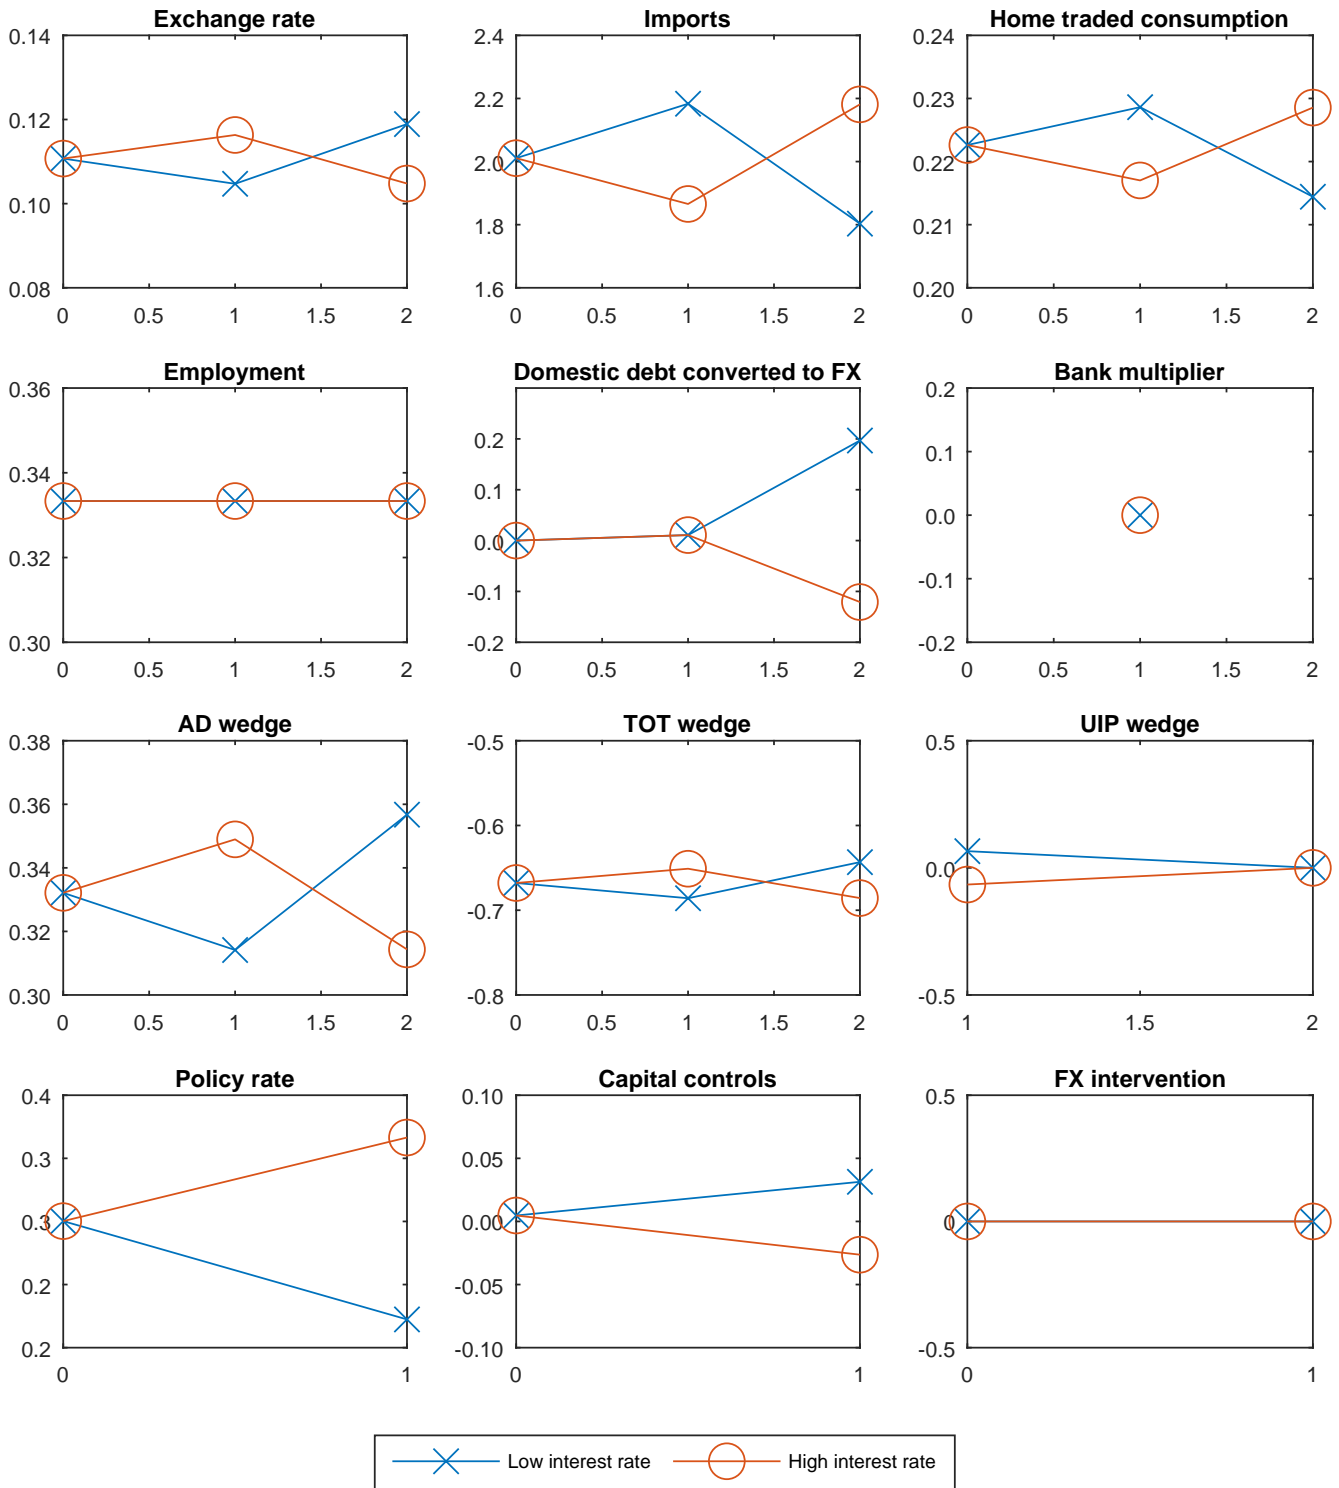 Exchange rate
0.14
0.12
0.10
0.08
0 0.5 1 1.5 2
Imports
2.4
2.2
2.0
1.8
1.6
0 0.5 1 1.5 2
Home traded consumption
0.24
0.23
0.22
0.21
0.20
0 0.5 1 1.5 2
Employment
0.36
0.34
0.32
0.30
0 0.5 1 1.5 2
Domestic debt converted to FX
0.2
0.1
0.0
-0.1
-0.2
0 0.5 1 1.5 2
Bank multiplier
0.2
0.1
0.0
-0.1
-0.2
0 0.5 1 1.5 2
AD wedge
0.38
0.36
0.34
0.32
0.30
0 0.5 1 1.5 2
TOT wedge
-0.5
-0.6
-0.7
-0.8
0 0.5 1 1.5 2
UIP wedge
0.5
0.0
-0.5
1 1.5 2
Policy rate
0.4
0.3
0.3
0.2
0.2
0 1
Capital controls
0.10
0.05
0.00
-0.05
-0.10
0 1
FX intervention
0.5
0
-0.5
0 1
Low interest rate High interest rate